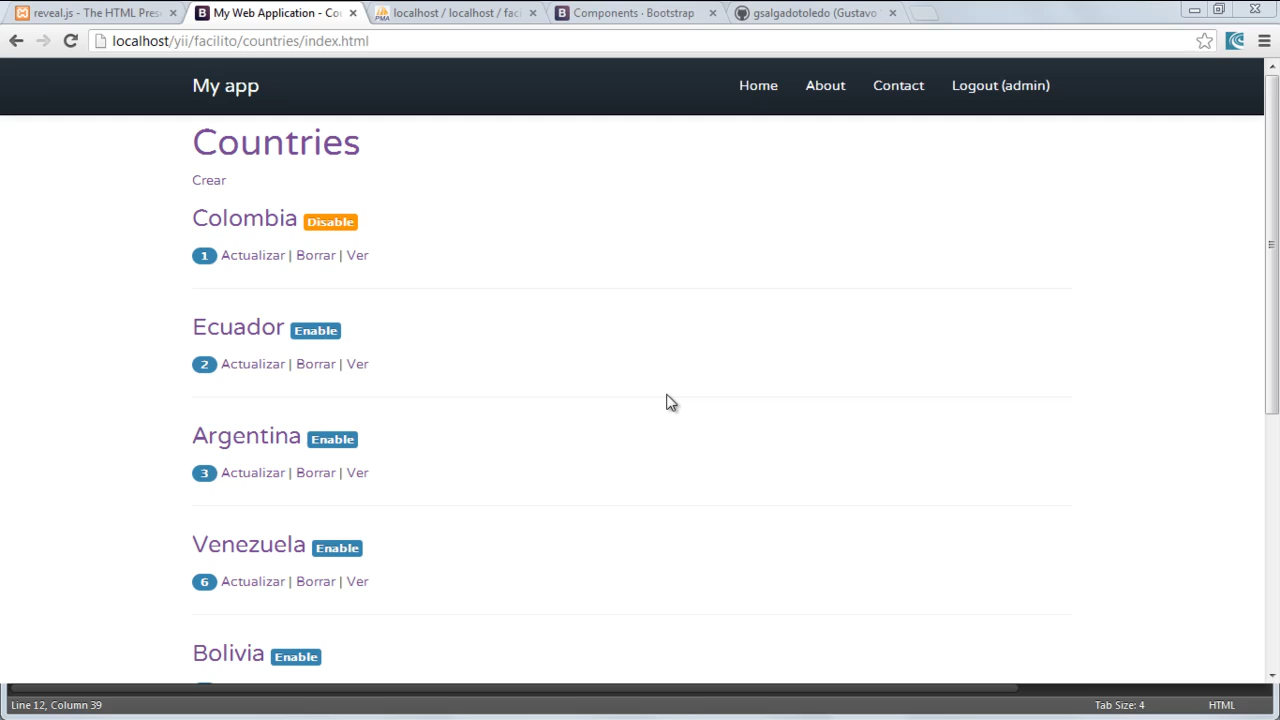 reveal.js - The HTML Prese
My Web Application - Cou
localhost / localhost / faci
Components · Bootstrap
gsalgadotoledo (Gustavo
localhost/yii/facilito/countries/index.html
My app
Home
About
Contact
Logout (admin)
Countries
Crear
Colombia Disable
1 Actualizar | Borrar | Ver
Ecuador Enable
2 Actualizar | Borrar | Ver
Argentina Enable
3 Actualizar | Borrar | Ver
Venezuela Enable
6 Actualizar | Borrar | Ver
Bolivia Enable
Line 12, Column 39
Tab Size: 4
HTML